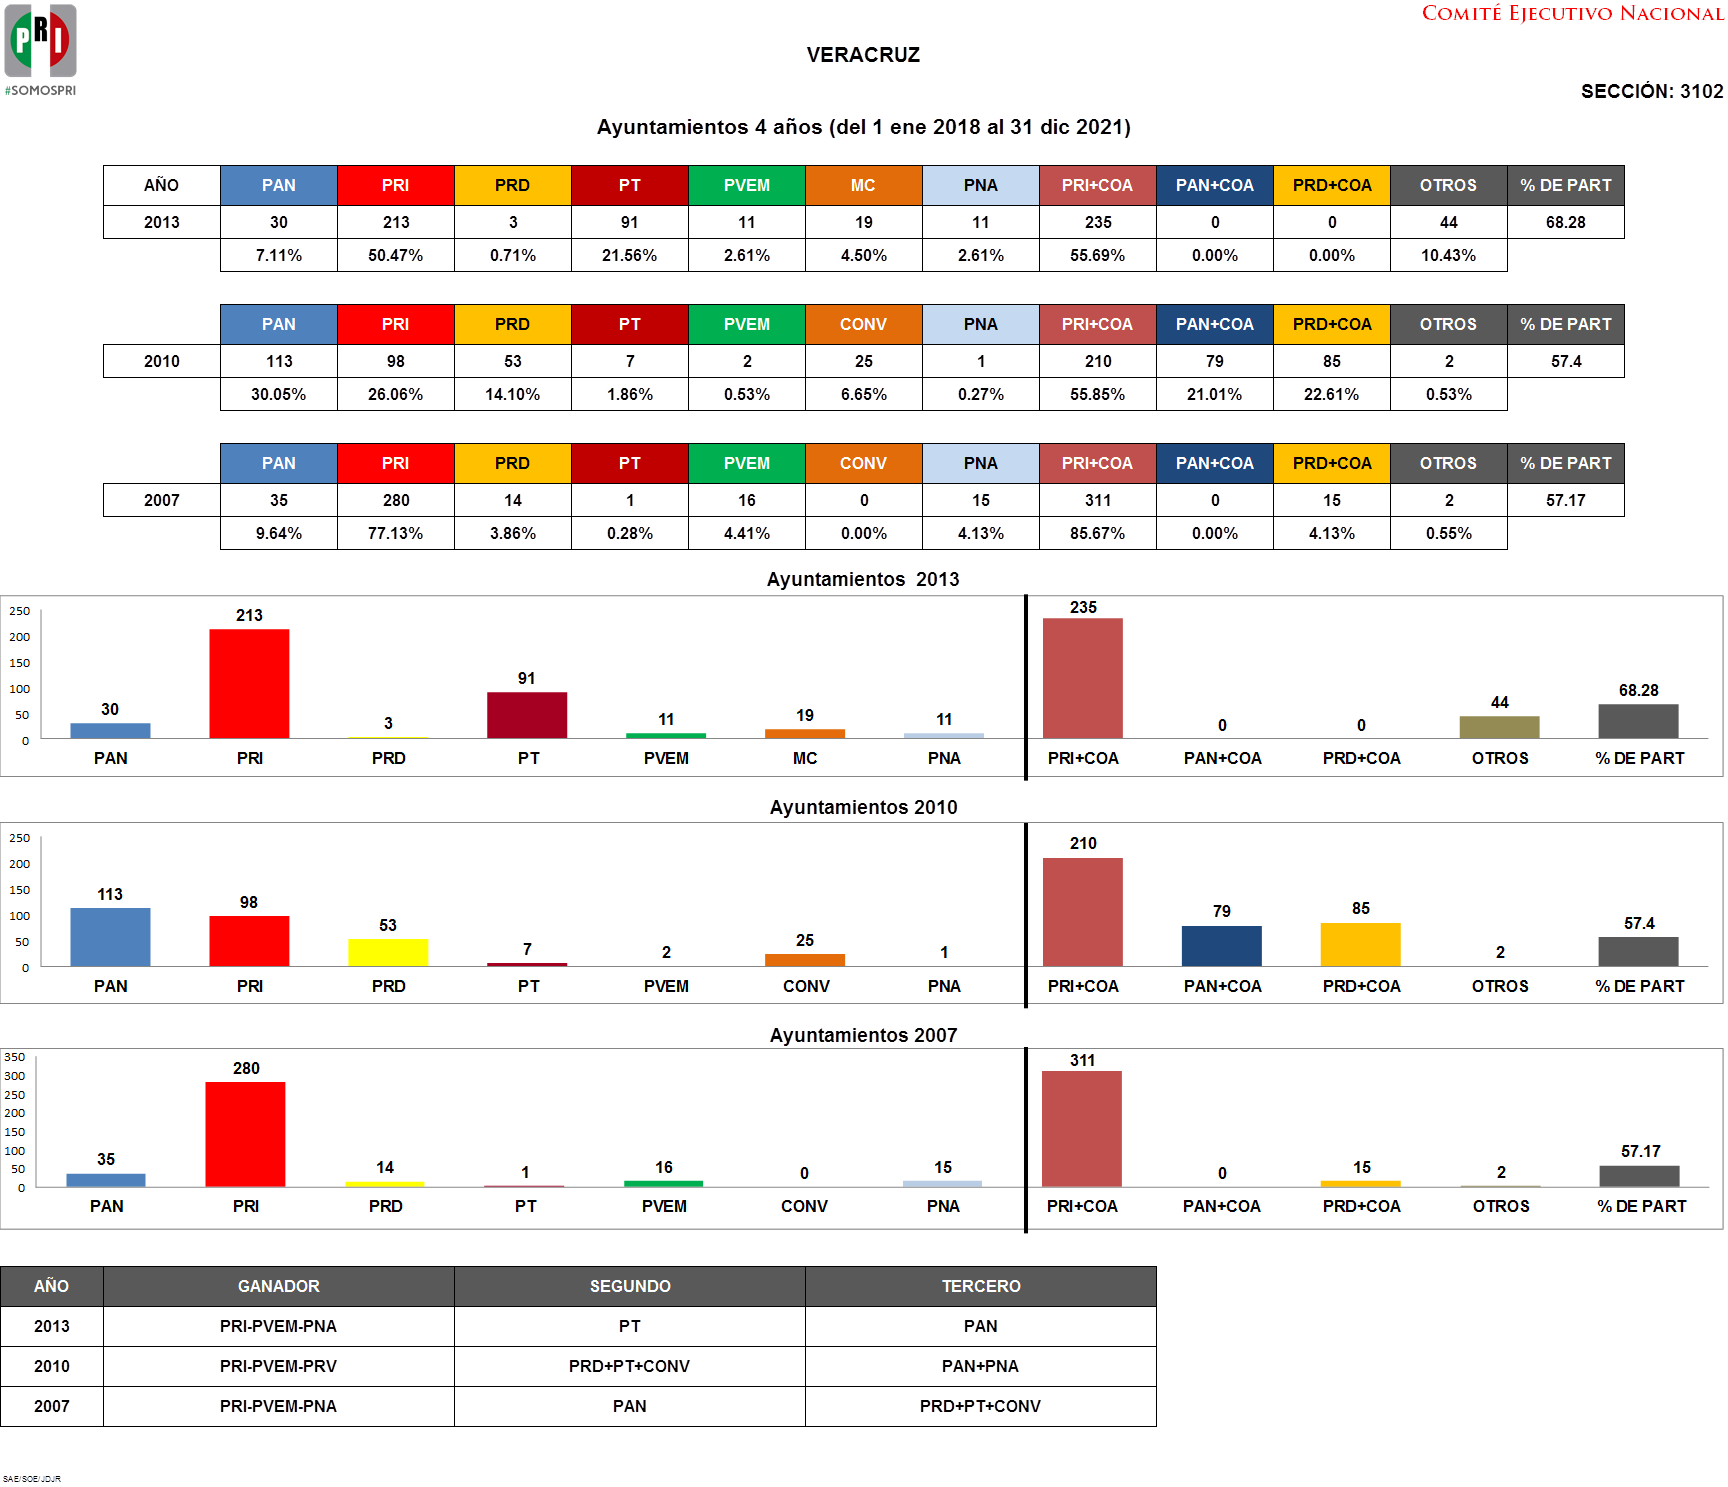 PRI
#SOMOSPRI
COMITÉ EJECUTIVO NACIONAL
VERACRUZ
SECCIÓN: 3102
Ayuntamientos 4 años (del 1 ene 2018 al 31 dic 2021)
AÑO PAN PRI PRD PT PVEM MC PNA PRI+COA PAN+COA PRD+COA OTROS % DE PART
2013 30 213 3 91 11 19 11 235 0 0 44 68.28
7.11% 50.47% 0.71% 21.56% 2.61% 4.50% 2.61% 55.69% 0.00% 0.00% 10.43%
PAN PRI PRD PT PVEM CONV PNA PRI+COA PAN+COA PRD+COA OTROS % DE PART
2010 113 98 53 7 2 25 1 210 79 85 2 57.4
30.05% 26.06% 14.10% 1.86% 0.53% 6.65% 0.27% 55.85% 21.01% 22.61% 0.53%
PAN PRI PRD PT PVEM CONV PNA PRI+COA PAN+COA PRD+COA OTROS % DE PART
2007 35 280 14 1 16 0 15 311 0 15 2 57.17
9.64% 77.13% 3.86% 0.28% 4.41% 0.00% 4.13% 85.67% 0.00% 4.13% 0.55%
Ayuntamientos 2013
250
200
150
100
50
0
30 213 3 91 11 19 11 235 0 0 44 68.28
PAN PRI PRD PT PVEM MC PNA PRI+COA PAN+COA PRD+COA OTROS % DE PART
Ayuntamientos 2010
250
200
150
100
50
0
113 98 53 7 2 25 1 210 79 85 2 57.4
PAN PRI PRD PT PVEM CONV PNA PRI+COA PAN+COA PRD+COA OTROS % DE PART
Ayuntamientos 2007
350
300
250
200
150
100
50
0
35 280 14 1 16 0 15 311 0 15 2 57.17
PAN PRI PRD PT PVEM CONV PNA PRI+COA PAN+COA PRD+COA OTROS % DE PART
AÑO GANADOR SEGUNDO TERCERO
2013 PRI-PVEM-PNA PT PAN
2010 PRI-PVEM-PRV PRD+PT+CONV PAN+PNA
2007 PRI-PVEM-PNA PAN PRD+PT+CONV
SAE/SOE/JDJR